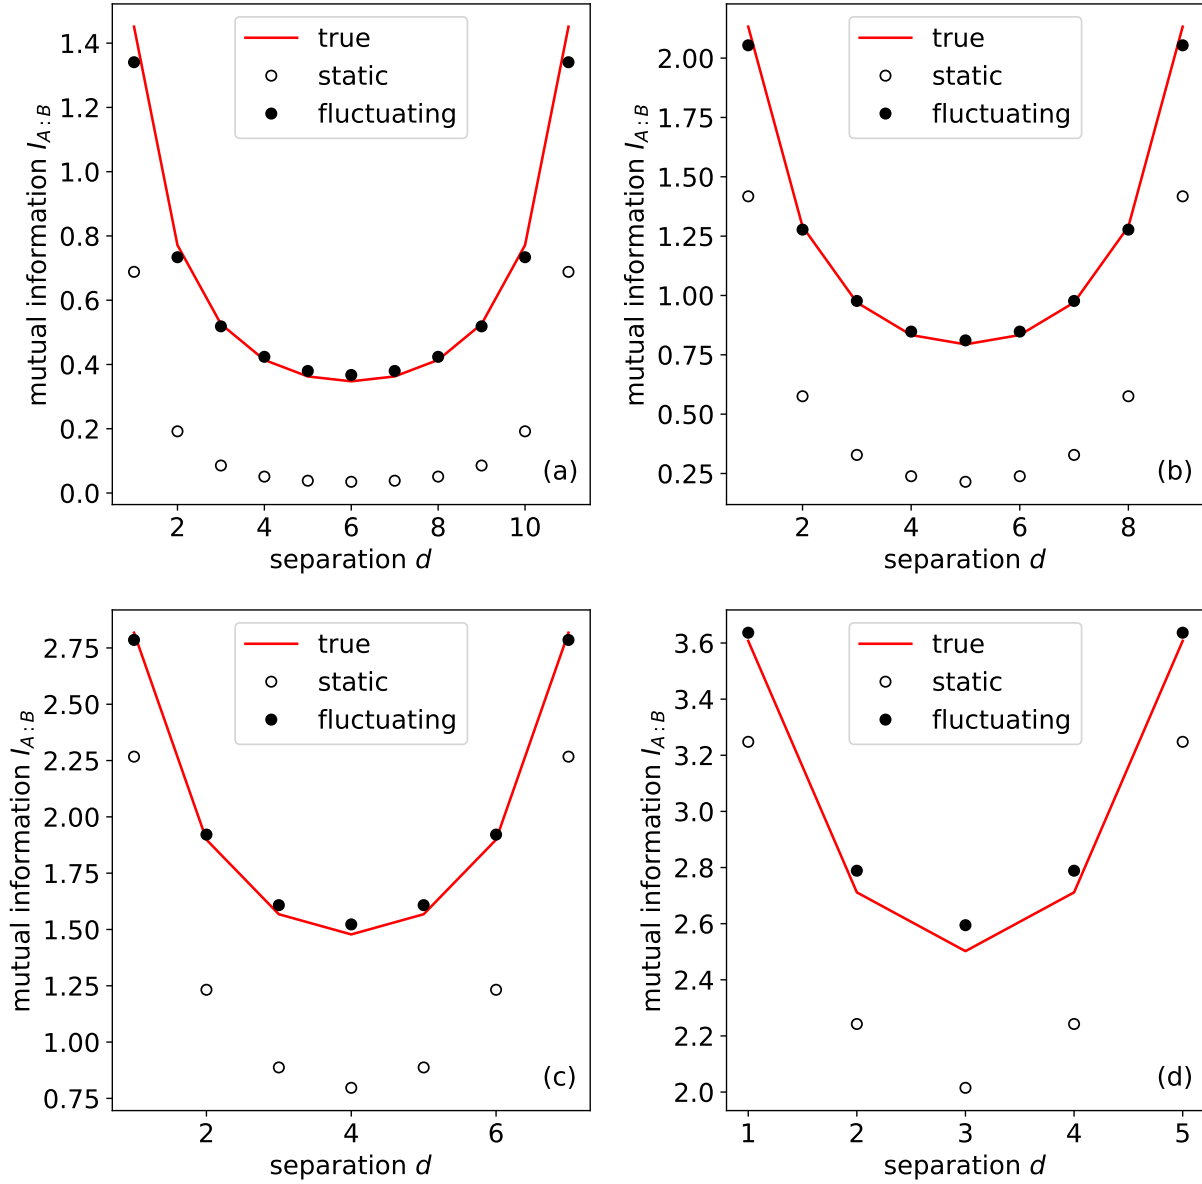 mutual information I_{A:B}
1.4
1.2
1.0
0.8
0.6
0.4
0.2
0.0
true
static
fluctuating
(a)
2 4 6 8 10
separation d
mutual information I_{A:B}
2.00
1.75
1.50
1.25
1.00
0.75
0.50
0.25
true
static
fluctuating
(b)
2 4 6 8
separation d
mutual information I_{A:B}
2.75
2.50
2.25
2.00
1.75
1.50
1.25
1.00
0.75
true
static
fluctuating
(c)
2 4 6
separation d
mutual information I_{A:B}
3.6
3.4
3.2
3.0
2.8
2.6
2.4
2.2
2.0
true
static
fluctuating
(d)
1 2 3 4 5
separation d